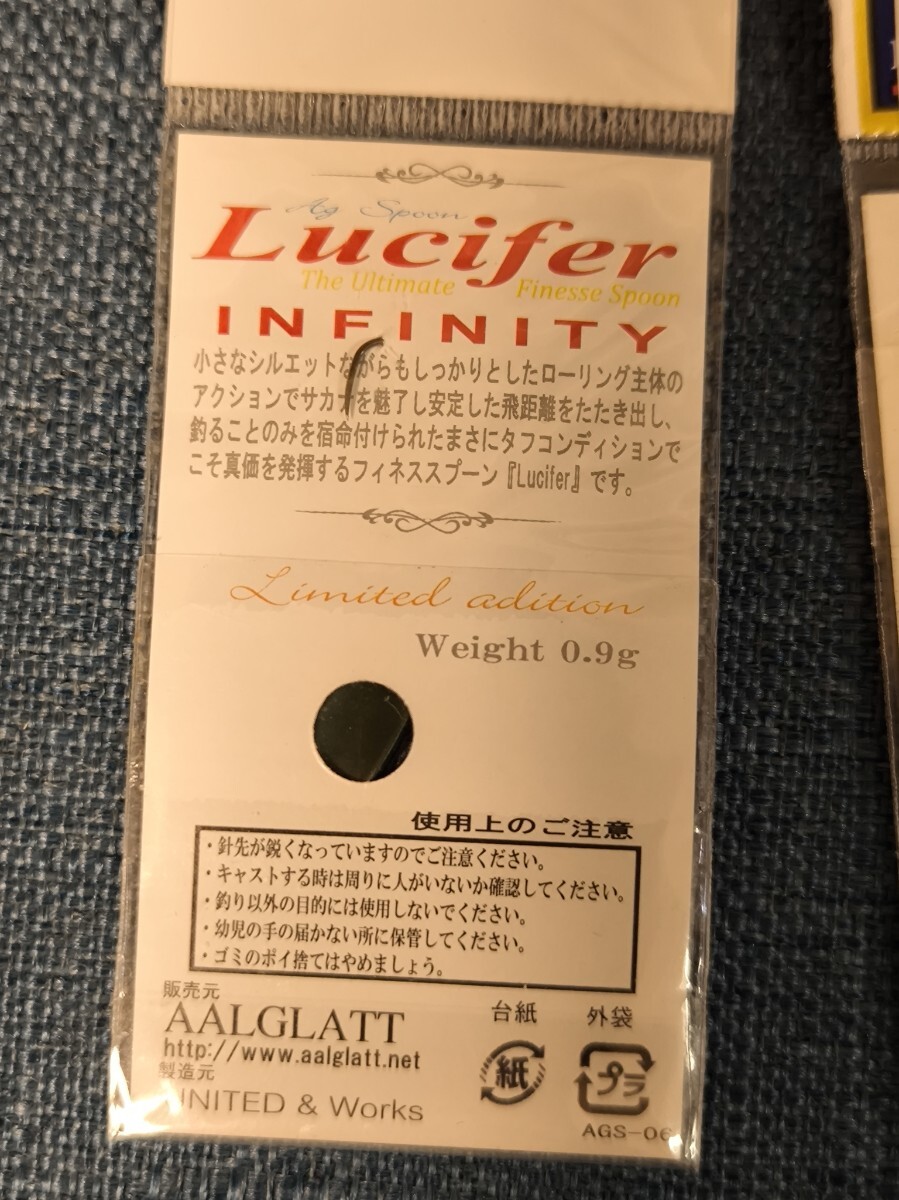 Ag Spoon
Lucifer
The Ultimate Finesse Spoon
INFINITY
小さなシルエットながらもしっかりとしたローリング主体の
アクションでサカナを魅了し安定した飛距離をたたき出し、
釣ることのみを宿命付けられたまさにタフコンディションで
こそ真価を発揮するフィネススプーン『Lucifer』です。
Limited adition
Weight 0.9g
使用上のご注意
・針先が鋭くなっていますのでご注意ください。
・キャストする時は周りに人がいないか確認してください。
・釣り以外の目的には使用しないでください。
・幼児の手の届かない所に保管してください。
・ゴミのポイ捨てはやめましょう。
販売元
AALGLATT
http://www.aalglatt.net
製造元
UNITED & Works
台紙
紙
外袋
プラ
AGS-06